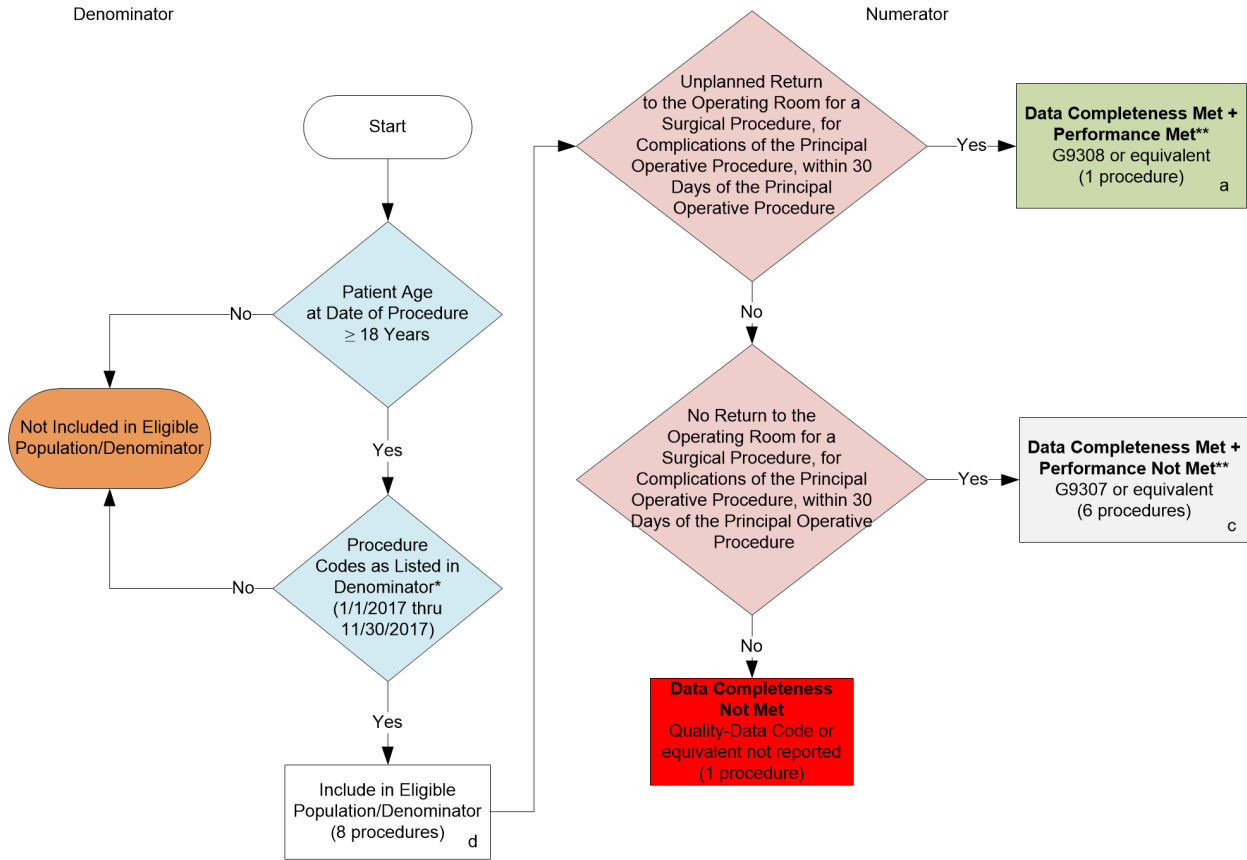 Denominator
Numerator
Start
Patient Age
at Date of Procedure
≥ 18 Years
No
Not Included in Eligible
Population/Denominator
Yes
Procedure
Codes as Listed in
Denominator*
(1/1/2017 thru
11/30/2017)
No
Yes
Include in Eligible
Population/Denominator
(8 procedures)
d
Unplanned Return
to the Operating Room for a
Surgical Procedure, for
Complications of the Principal
Operative Procedure, within 30
Days of the Principal
Operative Procedure
Yes
Data Completeness Met +
Performance Met**
G9308 or equivalent
(1 procedure)
a
No
No Return to the
Operating Room for a
Surgical Procedure, for
Complications of the Principal
Operative Procedure, within 30
Days of the Principal Operative
Procedure
Yes
Data Completeness Met +
Performance Not Met**
G9307 or equivalent
(6 procedures)
c
No
Data Completeness
Not Met
Quality-Data Code or
equivalent not reported
(1 procedure)